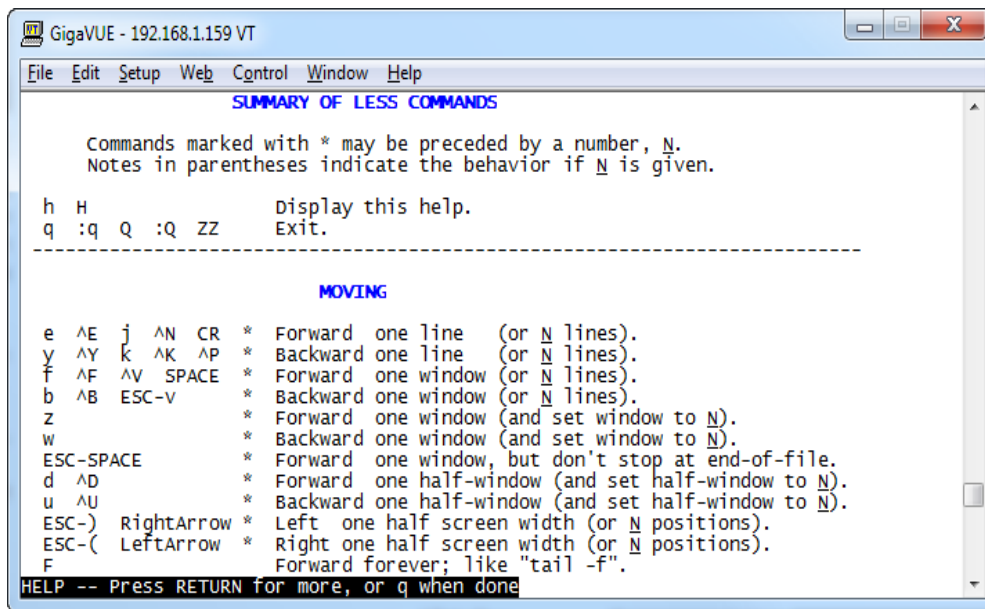 GigaVUE - 192.168.1.159 VT
File Edit Setup Web Control Window Help
SUMMARY OF LESS COMMANDS
Commands marked with * may be preceded by a number, N.
Notes in parentheses indicate the behavior if N is given.
h H Display this help.
q :q Q :Q ZZ Exit.
---------------------------------------------------------------------------
MOVING
e ^E j ^N CR * Forward one line (or N lines).
y ^Y k ^K ^P * Backward one line (or N lines).
f ^F ^V SPACE * Forward one window (or N lines).
b ^B ESC-v * Backward one window (or N lines).
z * Forward one window (and set window to N).
w * Backward one window (and set window to N).
ESC-SPACE * Forward one window, but don't stop at end-of-file.
d ^D * Forward one half-window (and set half-window to N).
u ^U * Backward one half-window (and set half-window to N).
ESC-) RightArrow * Left one half screen width (or N positions).
ESC-( LeftArrow * Right one half screen width (or N positions).
F Forward forever; like "tail -f".
HELP -- Press RETURN for more, or q when done